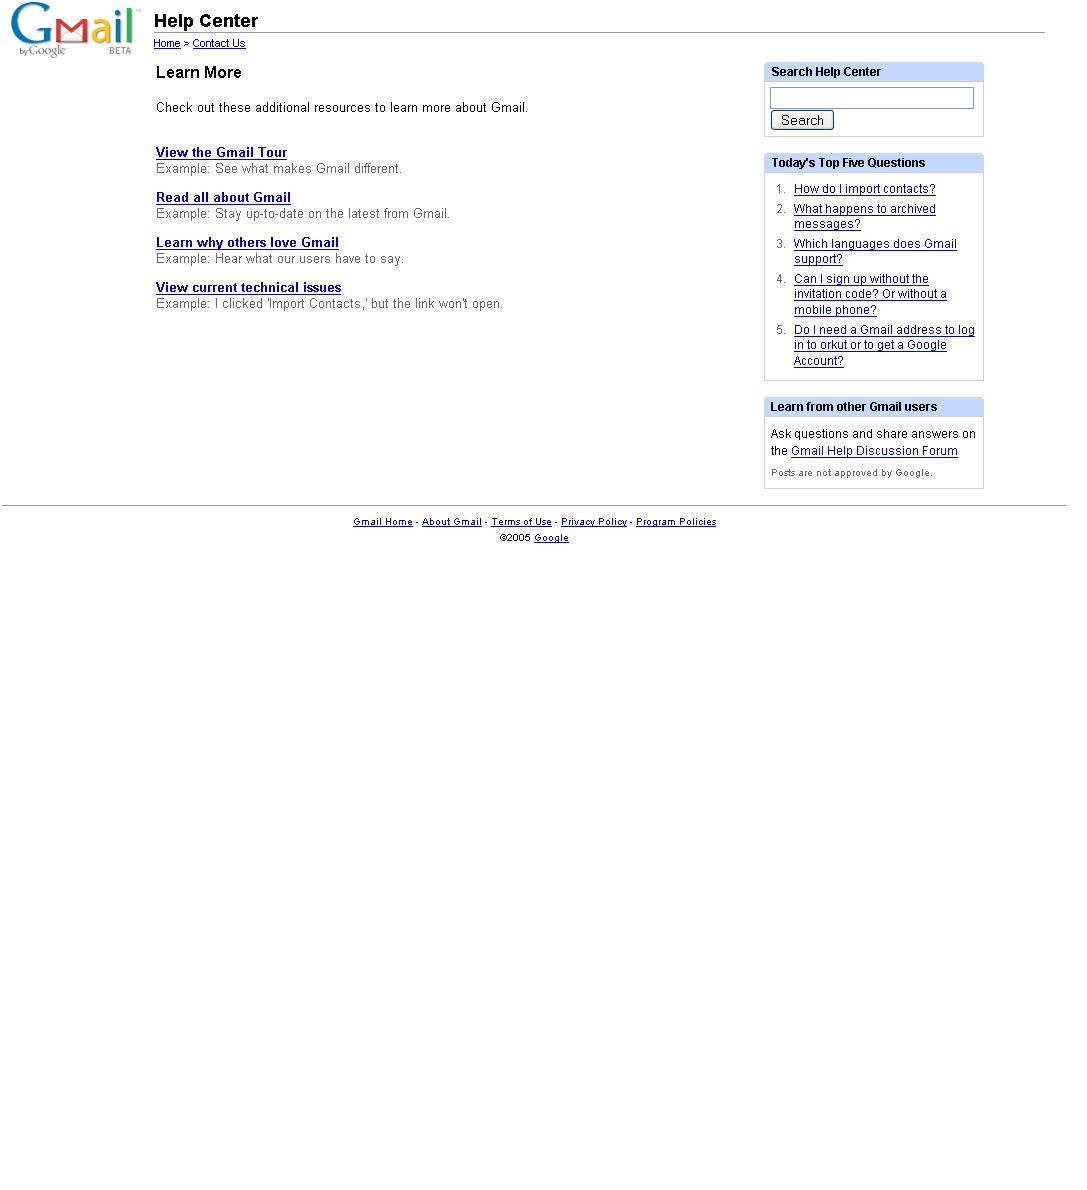 Gmail™
by Google BETA
Help Center
Home > Contact Us
Learn More
Check out these additional resources to learn more about Gmail.
View the Gmail Tour
Example: See what makes Gmail different.
Read all about Gmail
Example: Stay up-to-date on the latest from Gmail.
Learn why others love Gmail
Example: Hear what our users have to say.
View current technical issues
Example: I clicked 'Import Contacts,' but the link won't open.
Search Help Center
Search
Today's Top Five Questions
1. How do I import contacts?
2. What happens to archived
messages?
3. Which languages does Gmail
support?
4. Can I sign up without the
invitation code? Or without a
mobile phone?
5. Do I need a Gmail address to log
in to orkut or to get a Google
Account?
Learn from other Gmail users
Ask questions and share answers on
the Gmail Help Discussion Forum
Posts are not approved by Google.
Gmail Home - About Gmail - Terms of Use - Privacy Policy - Program Policies
©2005 Google